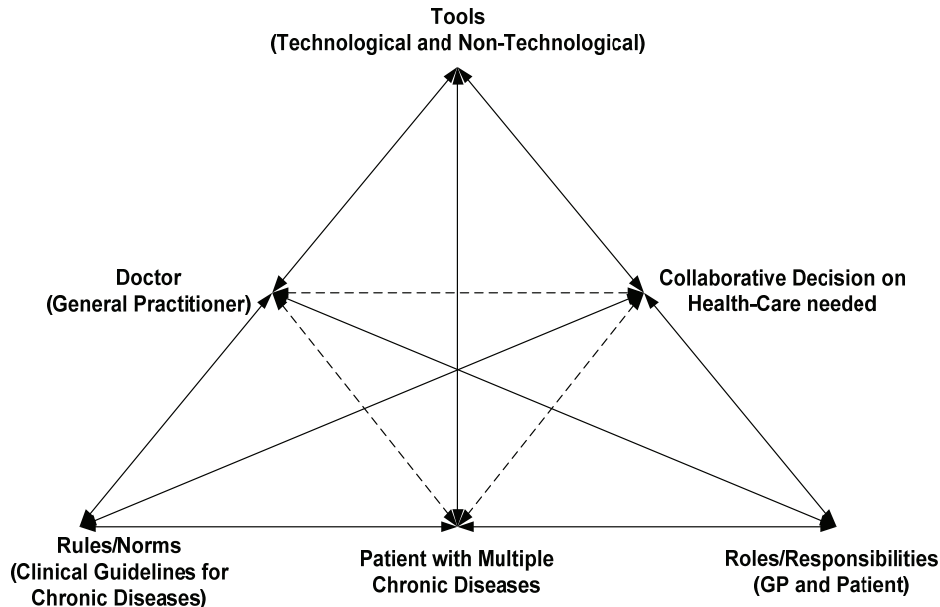 Tools
(Technological and Non-Technological)
Doctor
(General Practitioner)
Collaborative Decision on
Health-Care needed
Rules/Norms
(Clinical Guidelines for
Chronic Diseases)
Patient with Multiple
Chronic Diseases
Roles/Responsibilities
(GP and Patient)